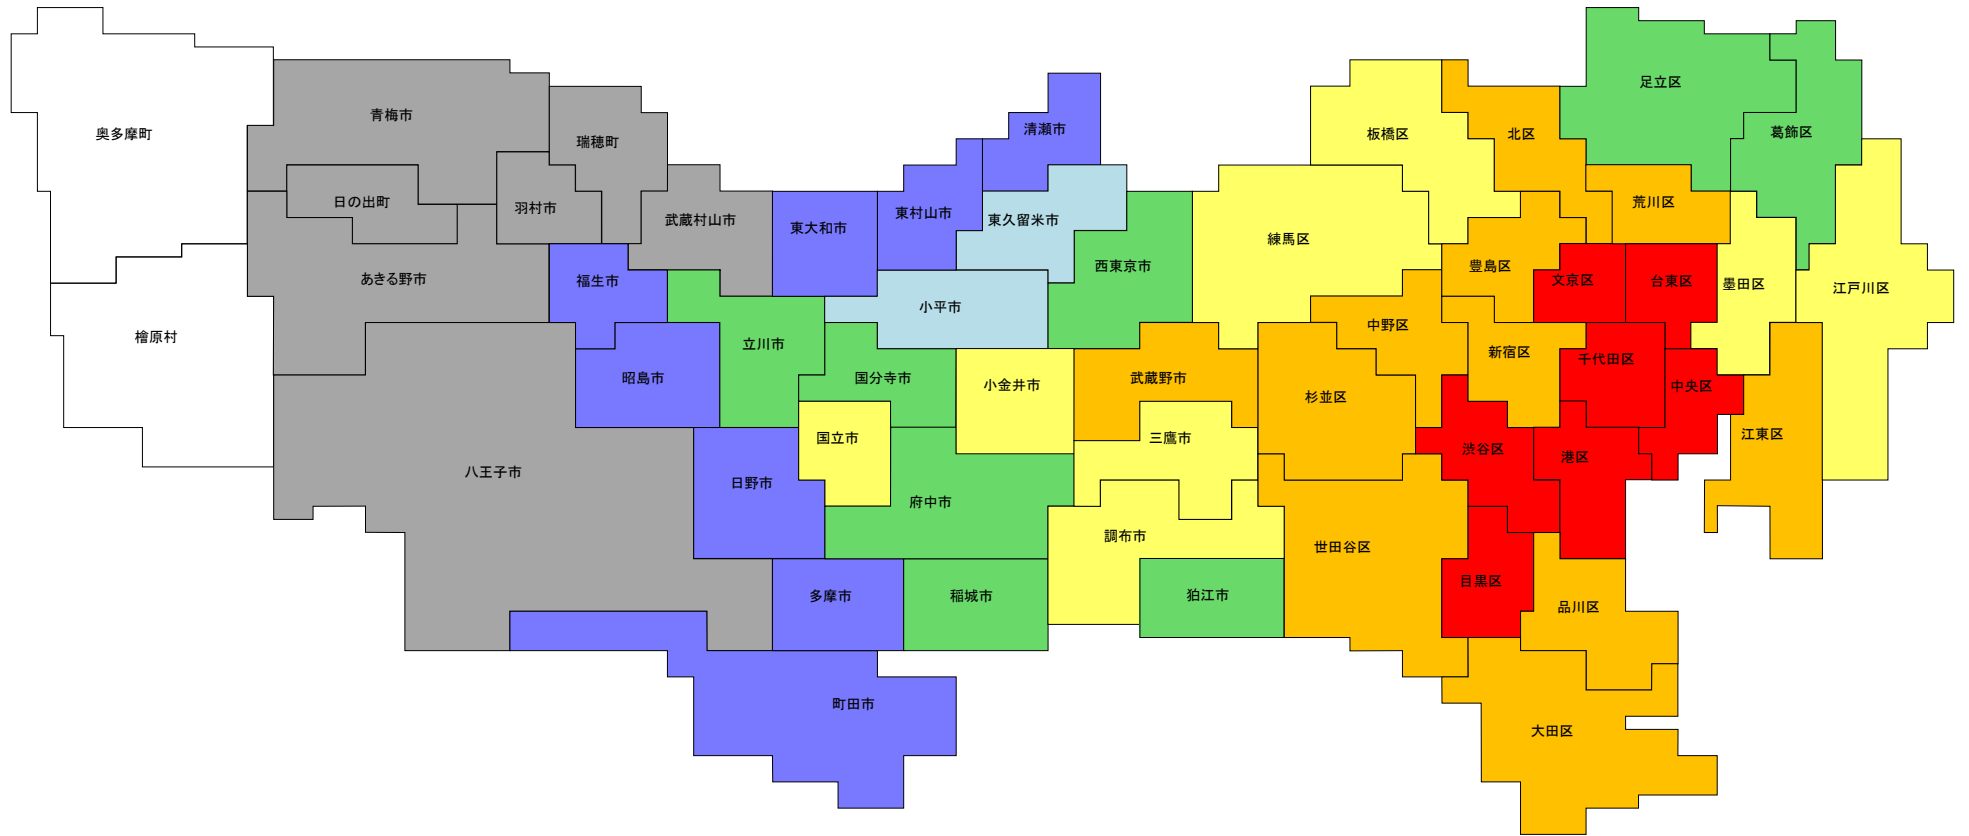 足立区
青梅市
清瀬市
奥多摩町
瑞穂町
板橋区
北区
葛飾区
日の出町
羽村市
武蔵村山市
東大和市
東村山市
東久留米市
荒川区
練馬区
西東京市
豊島区
あきる野市
福生市
文京区
台東区
墨田区
江戸川区
小平市
檜原村
中野区
立川市
新宿区
千代田区
昭島市
国分寺市
小金井市
武蔵野市
中央区
杉並区
国立市
三鷹市
江東区
渋谷区
港区
八王子市
日野市
府中市
調布市
世田谷区
目黒区
多摩市
稲城市
狛江市
品川区
町田市
大田区